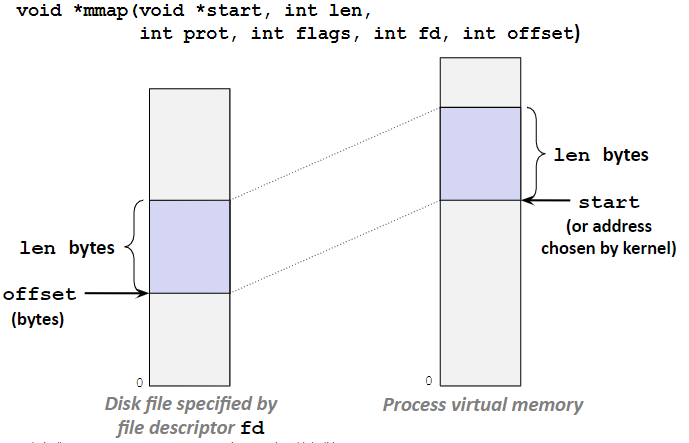 void *mmap(void *start, int len,
int prot, int flags, int fd, int offset)
len bytes
start
(or address
chosen by kernel)
len bytes
offset
(bytes)
0
0
Disk file specified by
file descriptor fd
Process virtual memory